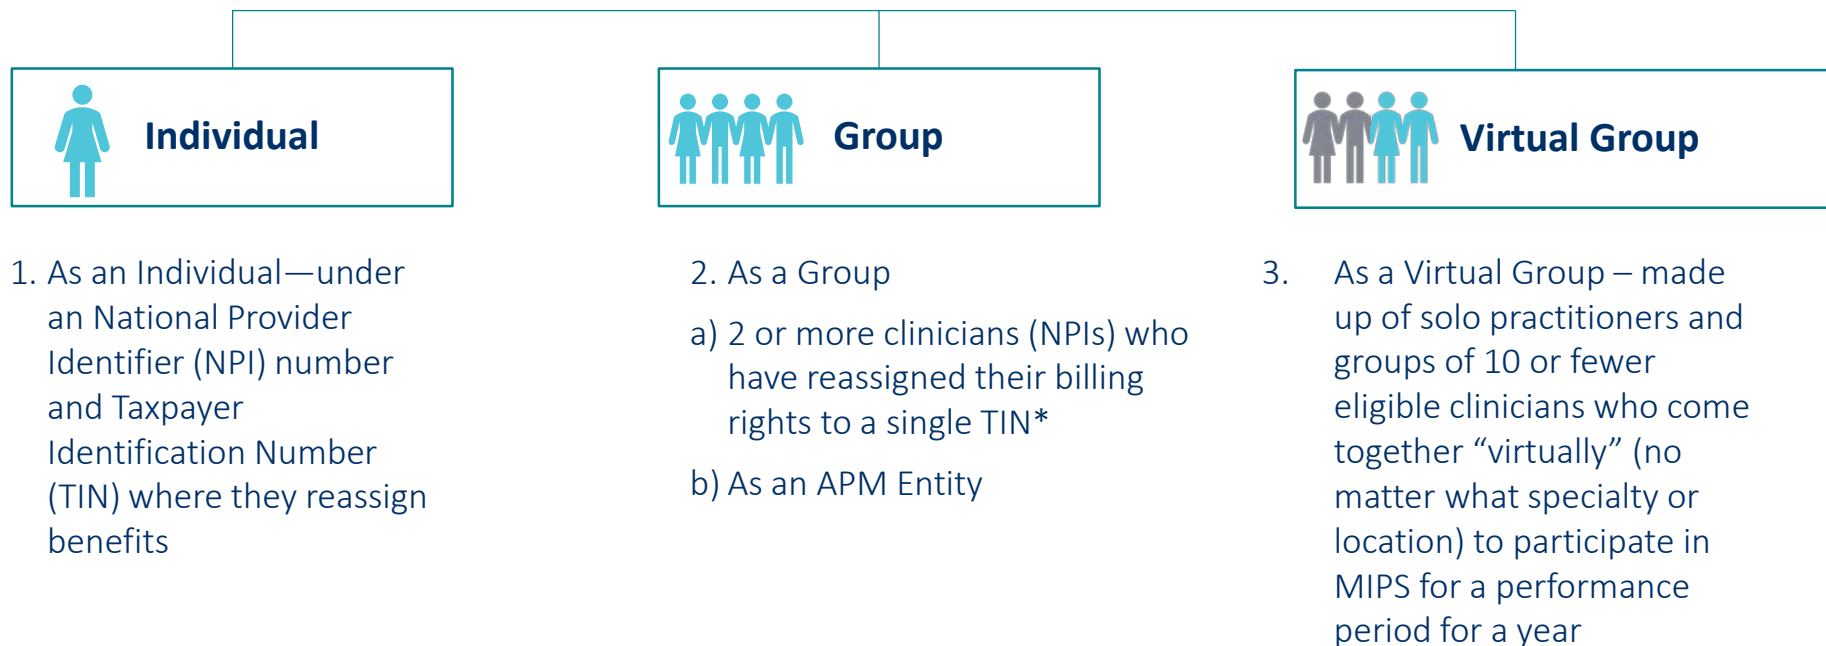 Individual
Group
Virtual Group
1. As an Individual—under
an National Provider
Identifier (NPI) number
and Taxpayer
Identification Number
(TIN) where they reassign
benefits
2. As a Group
a) 2 or more clinicians (NPIs) who
have reassigned their billing
rights to a single TIN*
b) As an APM Entity
3. As a Virtual Group – made
up of solo practitioners and
groups of 10 or fewer
eligible clinicians who come
together “virtually” (no
matter what specialty or
location) to participate in
MIPS for a performance
period for a year